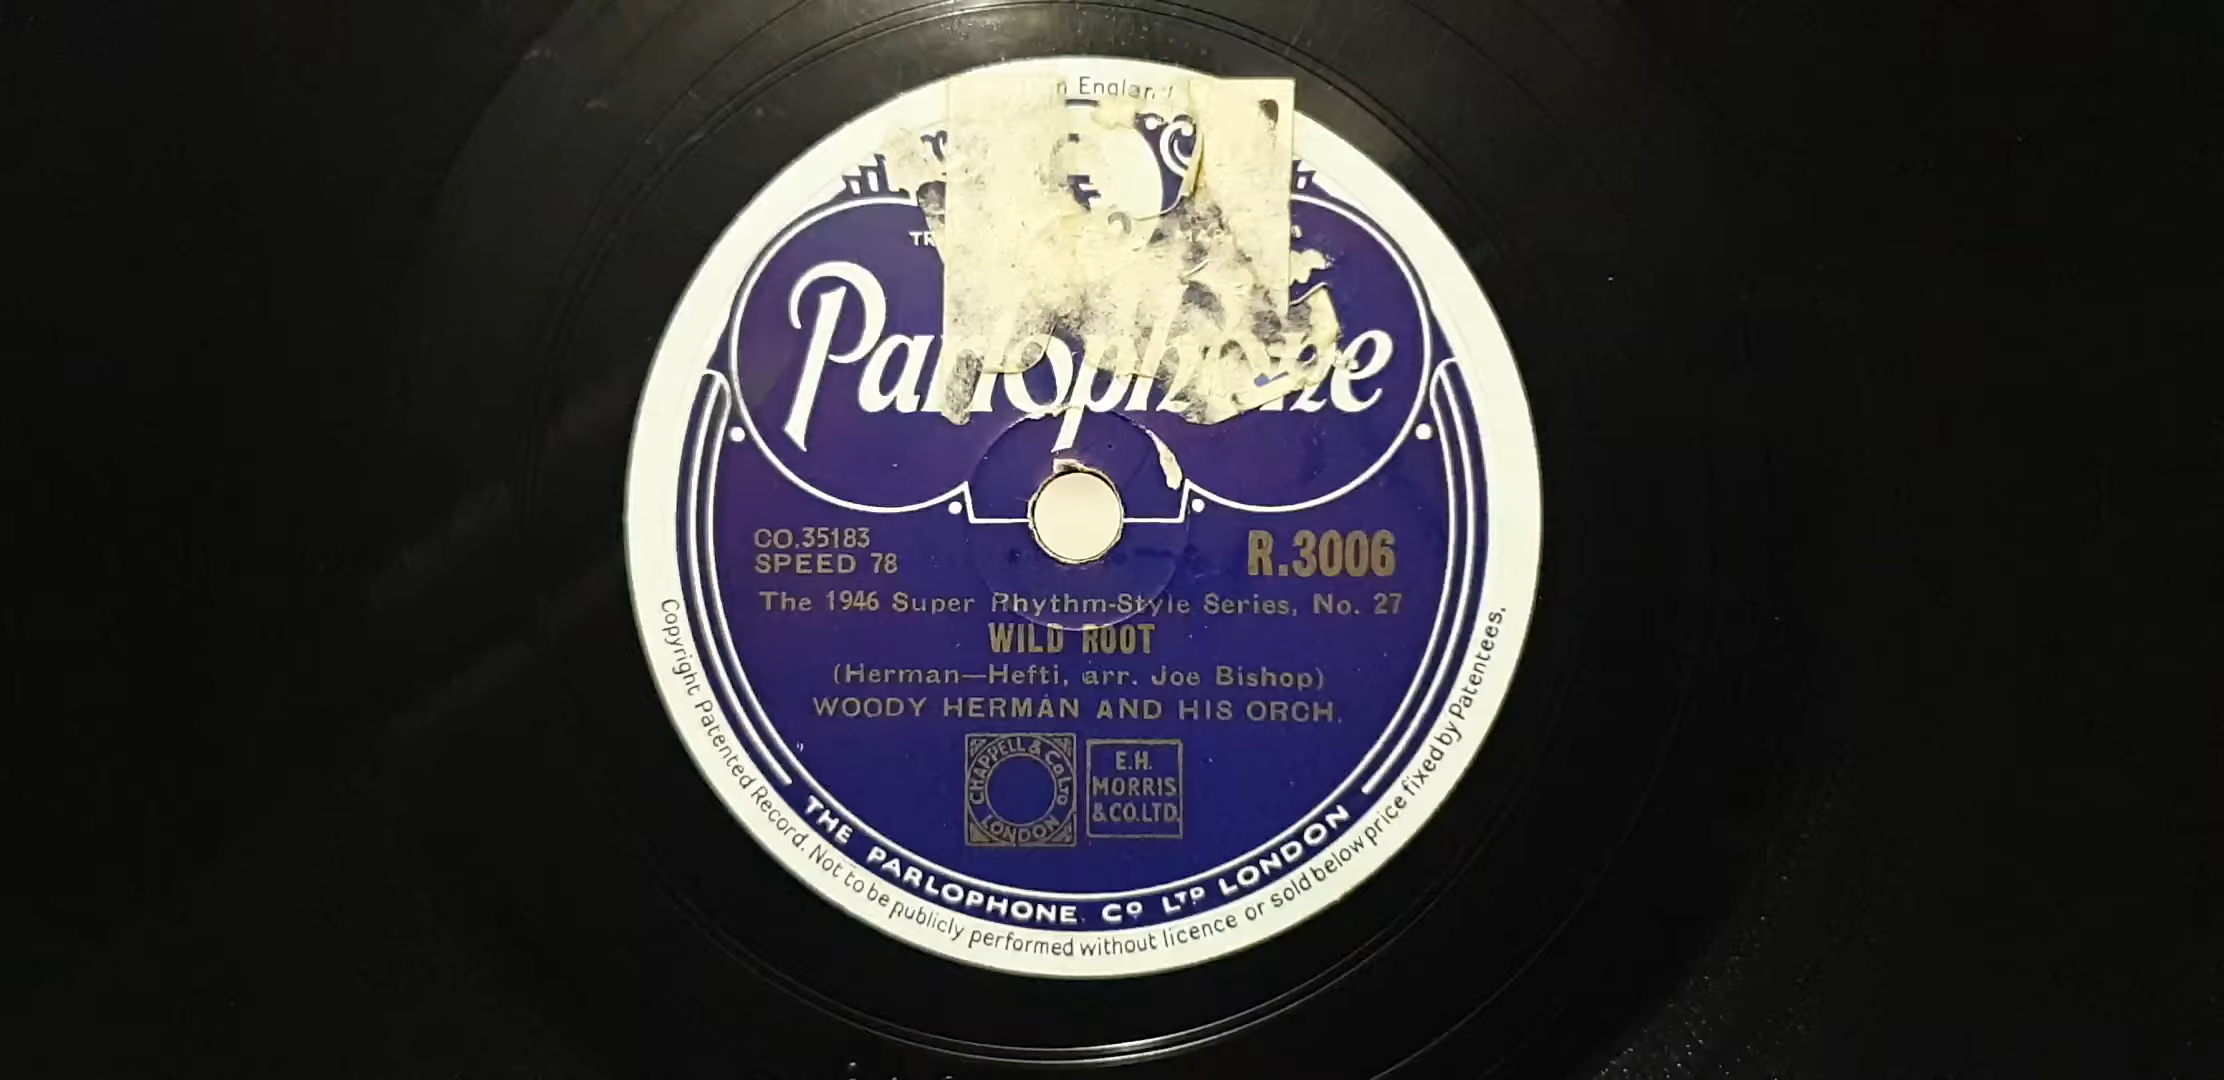 n England
TR
Parlophone
CO.35183
SPEED 78
R.3006
The 1946 Super Rhythm-Style Series, No. 27
WILD ROOT
(Herman—Hefti, arr. Joe Bishop)
WOODY HERMAN AND HIS ORCH.
CHAPPELL & CO. LTD LONDON
E.H.
MORRIS
& CO. LTD.
THE PARLOPHONE CO LTD LONDON
Copyright Patented Record. Not to be publicly performed without licence or sold below price fixed by Patentees.